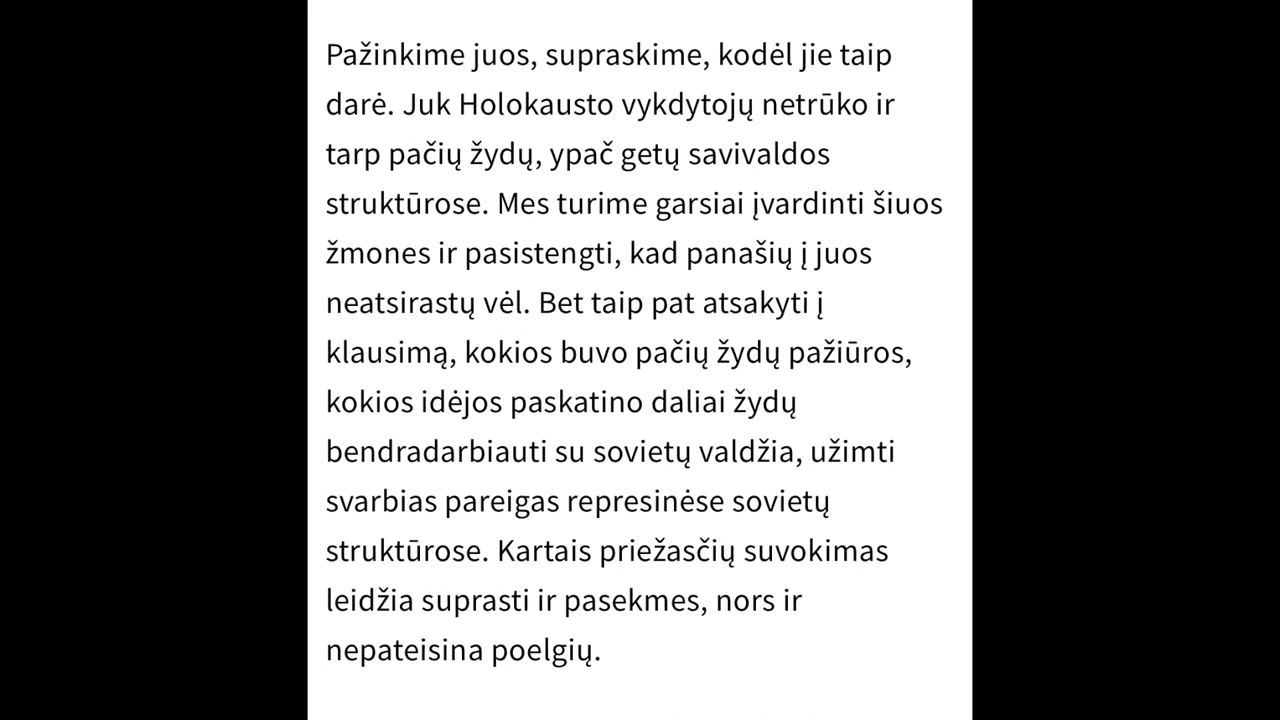 Pažinkime juos, supraskime, kodėl jie taip
darė. Juk Holokausto vykdytojų netrūko ir
tarp pačių žydų, ypač getų savivaldos
struktūrose. Mes turime garsiai įvardinti šiuos
žmones ir pasistengti, kad panašių į juos
neatsirastų vėl. Bet taip pat atsakyti į
klausimą, kokios buvo pačių žydų pažiūros,
kokios idėjos paskatino daliai žydų
bendradarbiauti su sovietų valdžia, užimti
svarbias pareigas represinėse sovietų
struktūrose. Kartais priežasčių suvokimas
leidžia suprasti ir pasekmes, nors ir
nepateisina poelgių.